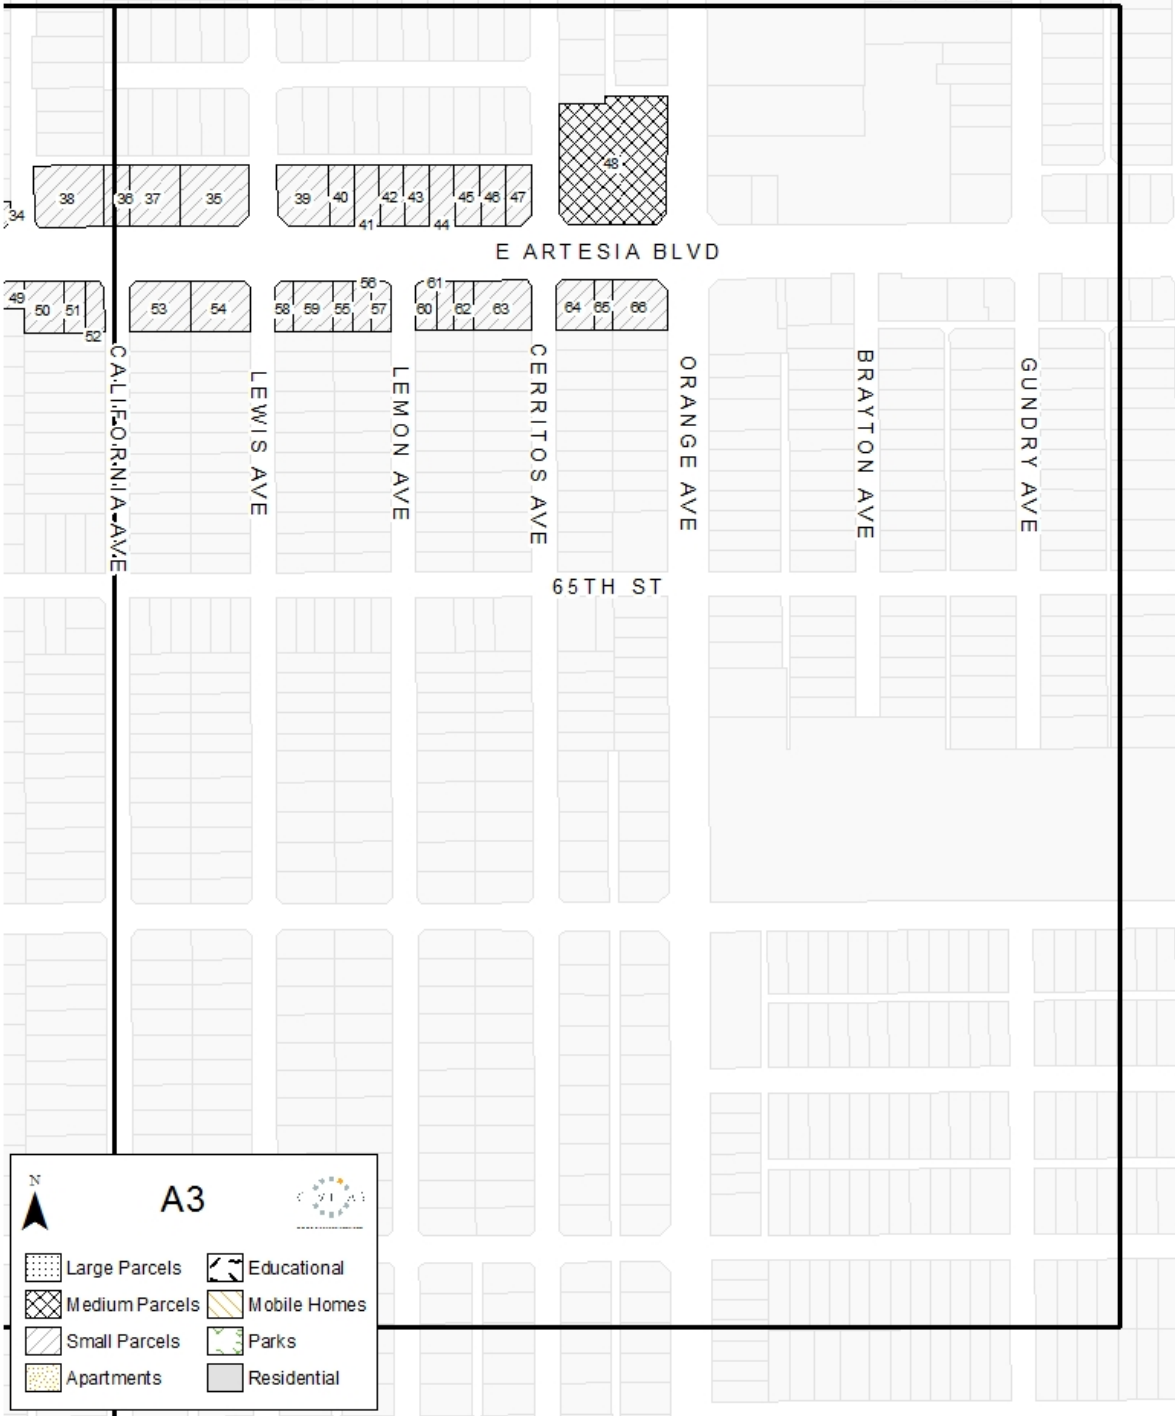 48
38 36 37 35 39 40 42 43 45 46 47
34
41 44
E ARTESIA BLVD
56 61
49
50 51 53 54 58 59 55 57 60 62 63 64 65 66
52
CALIFORNIA AVE
LEWIS AVE
LEMON AVE
CERRITOS AVE
ORANGE AVE
BRAYTON AVE
GUNDRY AVE
65TH ST
N
A3
Large Parcels
Educational
Medium Parcels
Mobile Homes
Small Parcels
Parks
Apartments
Residential